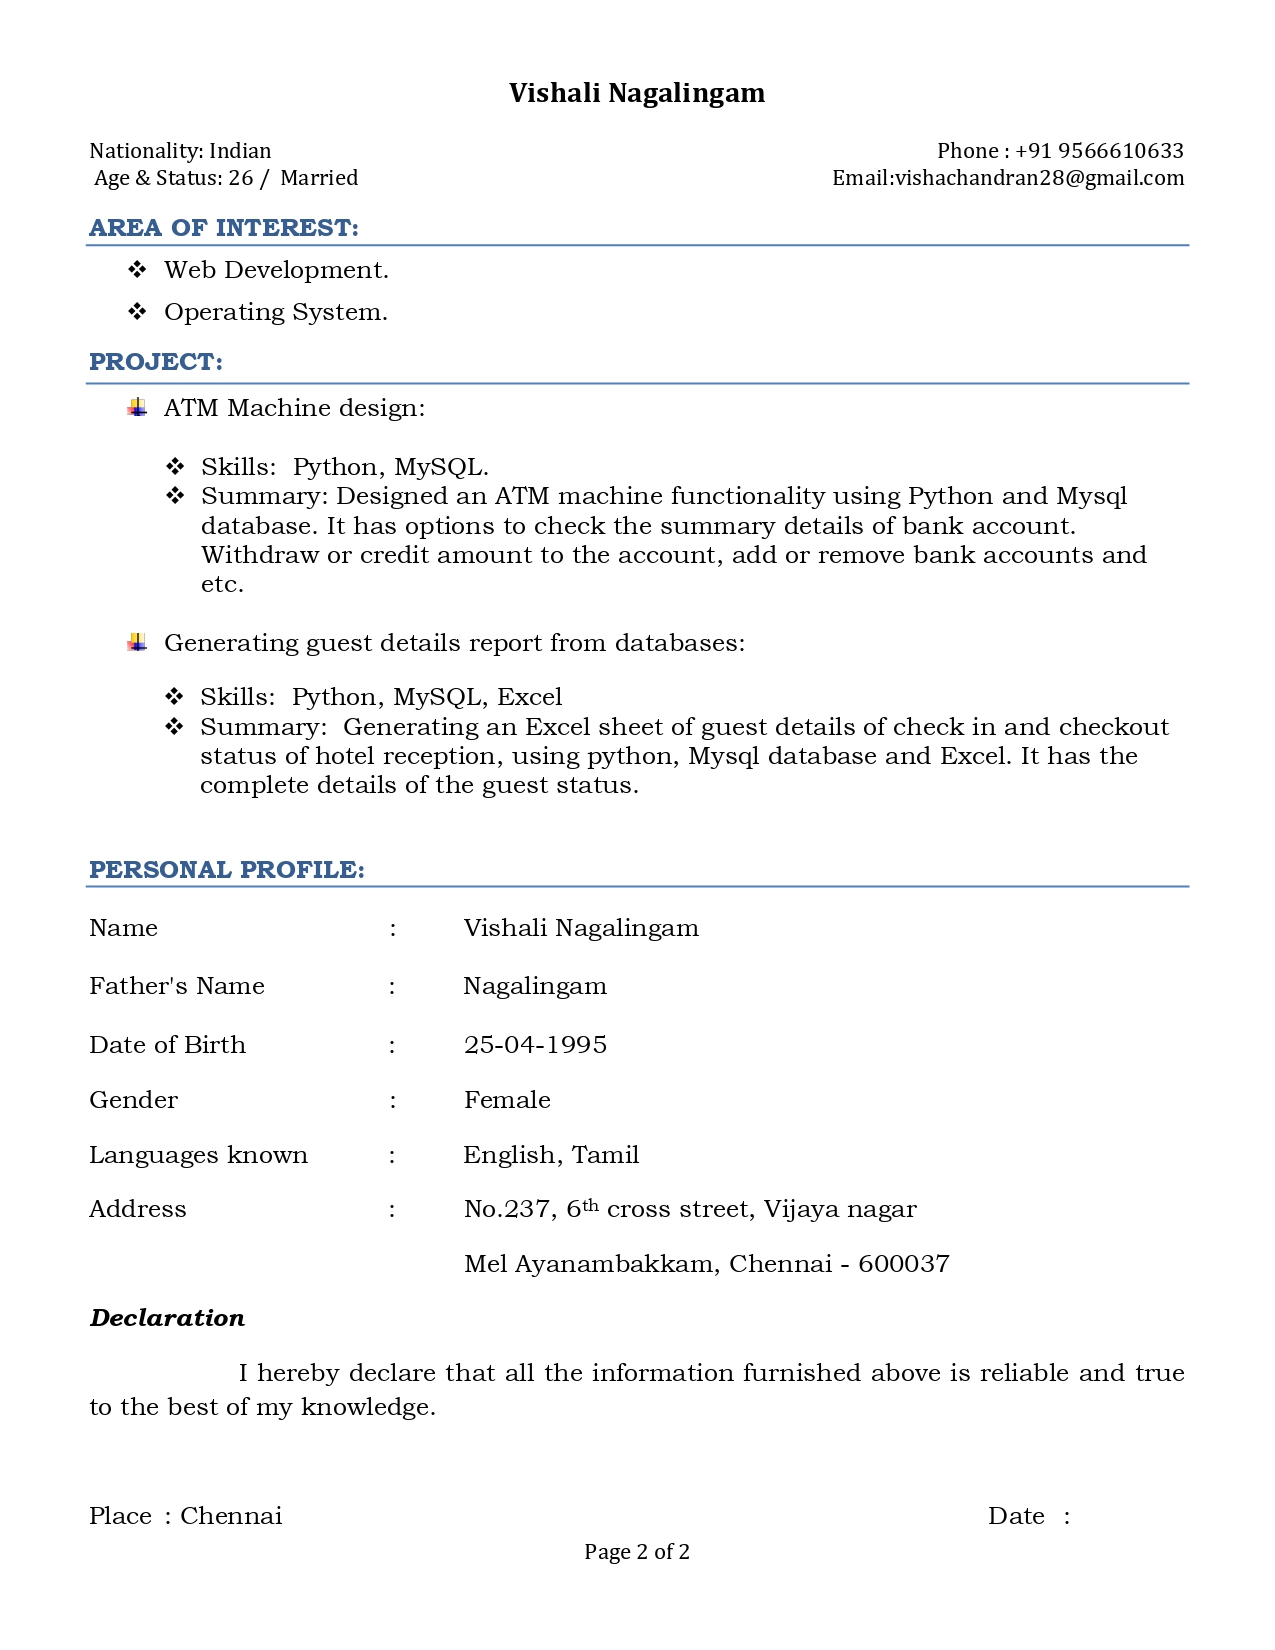 Vishali Nagalingam
Nationality: Indian Phone : +91 9566610633
Age & Status: 26 / Married Email:vishachandran28@gmail.com
AREA OF INTEREST:
❖ Web Development.
❖ Operating System.
PROJECT:
ATM Machine design:
❖ Skills: Python, MySQL.
❖ Summary: Designed an ATM machine functionality using Python and Mysql
database. It has options to check the summary details of bank account.
Withdraw or credit amount to the account, add or remove bank accounts and
etc.
Generating guest details report from databases:
❖ Skills: Python, MySQL, Excel
❖ Summary: Generating an Excel sheet of guest details of check in and checkout
status of hotel reception, using python, Mysql database and Excel. It has the
complete details of the guest status.
PERSONAL PROFILE:
Name : Vishali Nagalingam
Father's Name : Nagalingam
Date of Birth : 25-04-1995
Gender : Female
Languages known : English, Tamil
Address : No.237, 6th cross street, Vijaya nagar
Mel Ayanambakkam, Chennai - 600037
Declaration
I hereby declare that all the information furnished above is reliable and true
to the best of my knowledge.
Place : Chennai Date :
Page 2 of 2